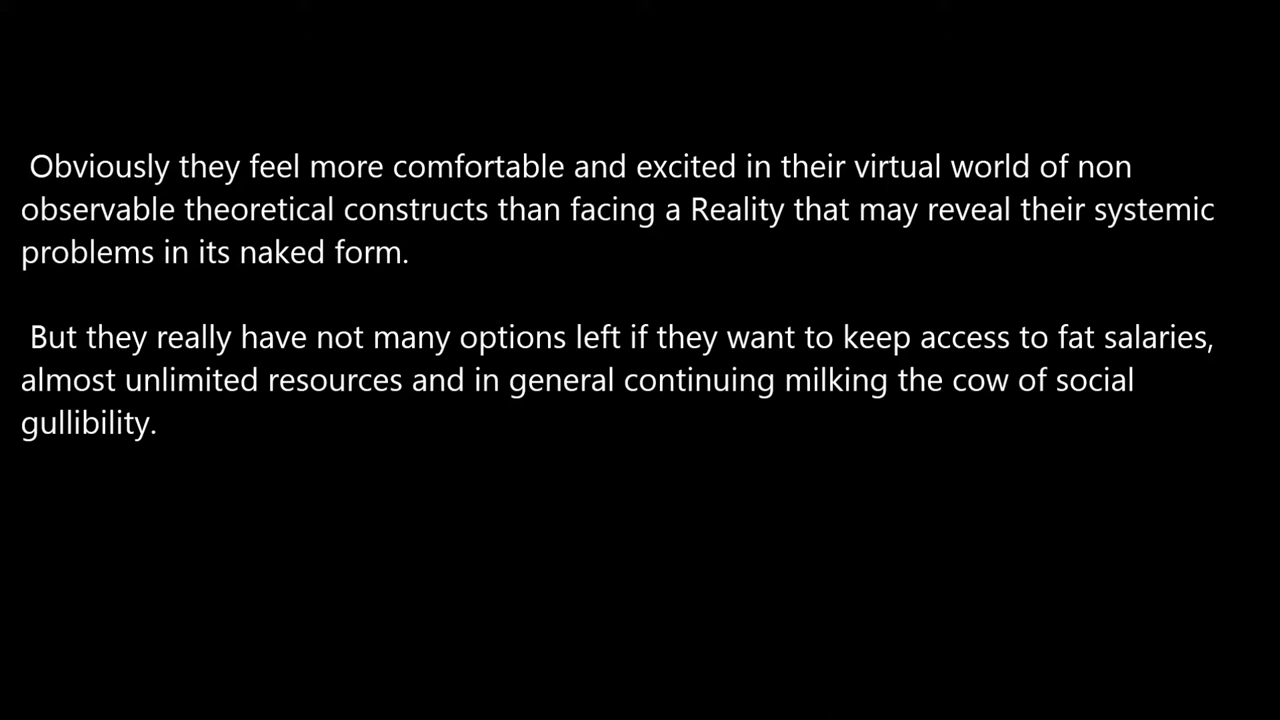 Obviously they feel more comfortable and excited in their virtual world of non
observable theoretical constructs than facing a Reality that may reveal their systemic
problems in its naked form.
But they really have not many options left if they want to keep access to fat salaries,
almost unlimited resources and in general continuing milking the cow of social
gullibility.